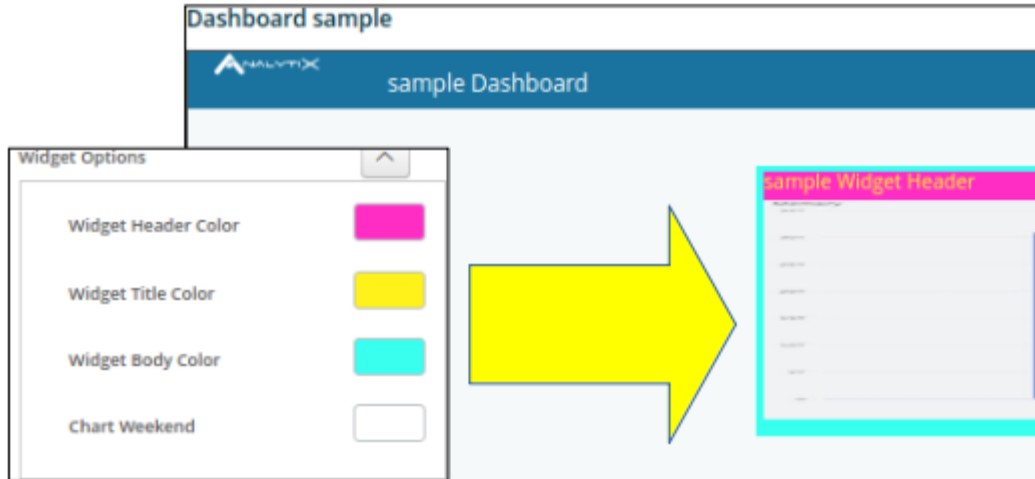 Dashboard sample
ANALYTIX
sample Dashboard
Widget Options
Widget Header Color
Widget Title Color
Widget Body Color
Chart Weekend
sample Widget Header